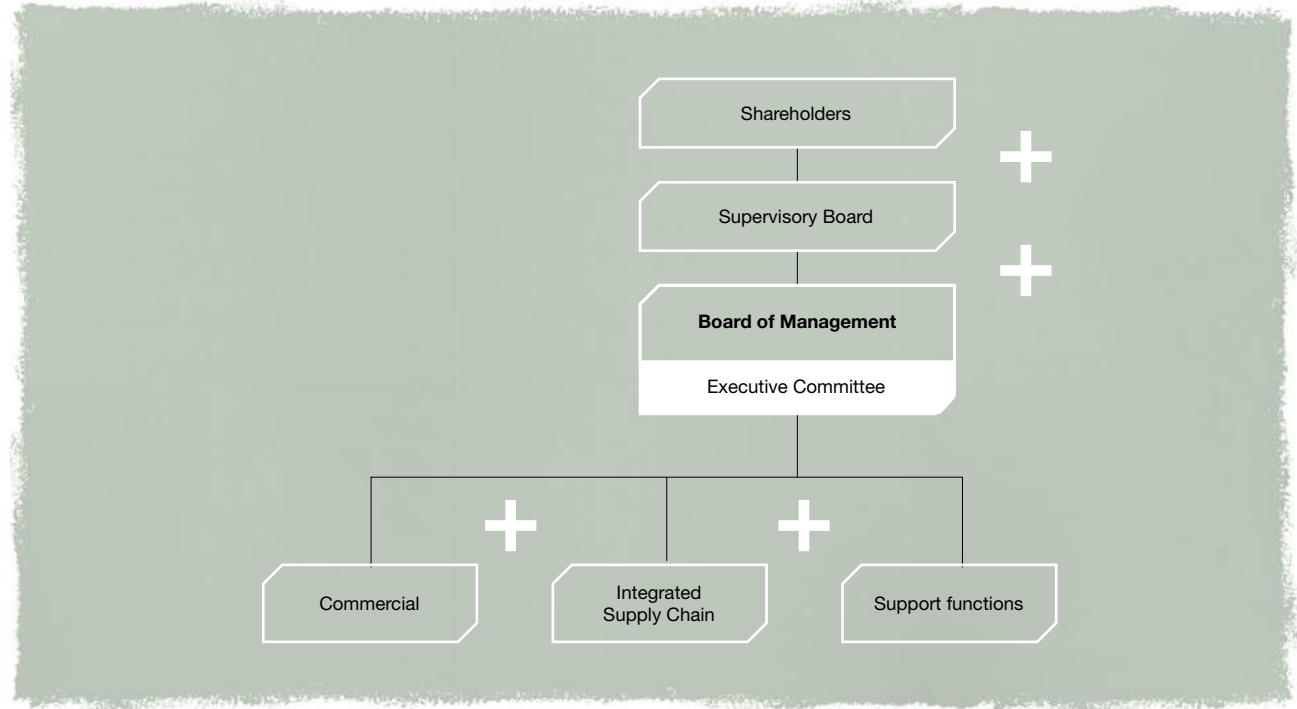 Shareholders
Supervisory Board
Board of Management
Executive Committee
Commercial
Integrated
Supply Chain
Support functions